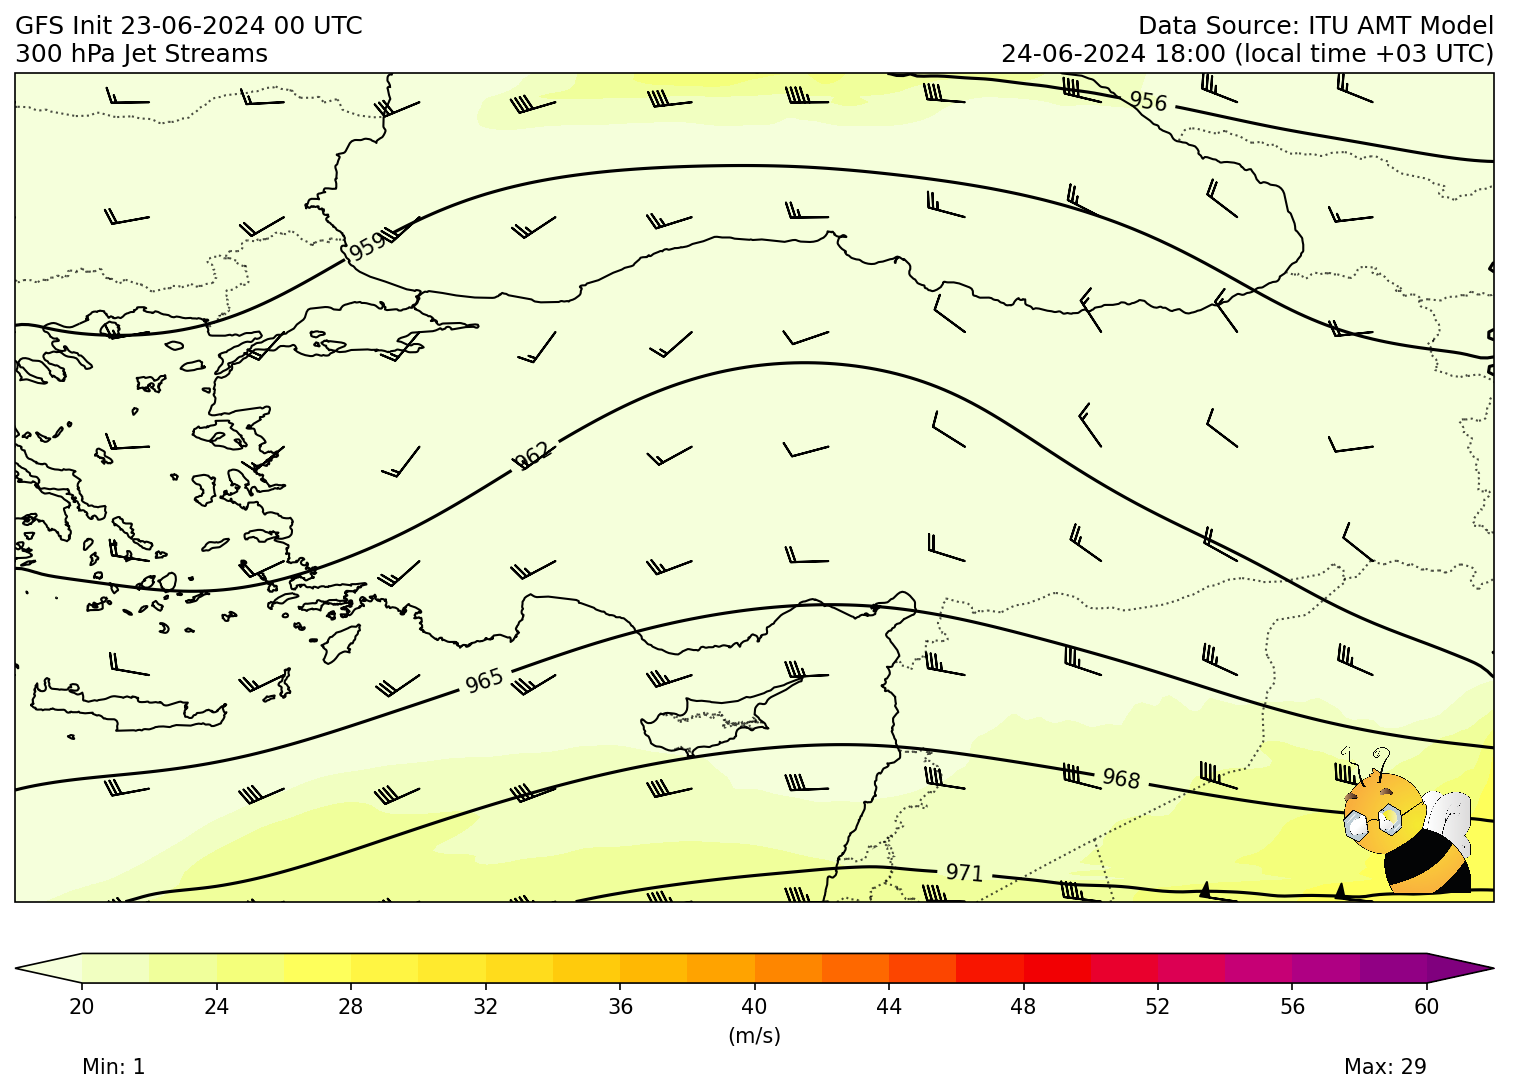 GFS Init 23-06-2024 00 UTC
Data Source: ITU AMT Model
300 hPa Jet Streams
24-06-2024 18:00 (local time +03 UTC)
956
959
962
965
968
971
20 24 28 32 36 40 44 48 52 56 60
(m/s)
Min: 1
Max: 29